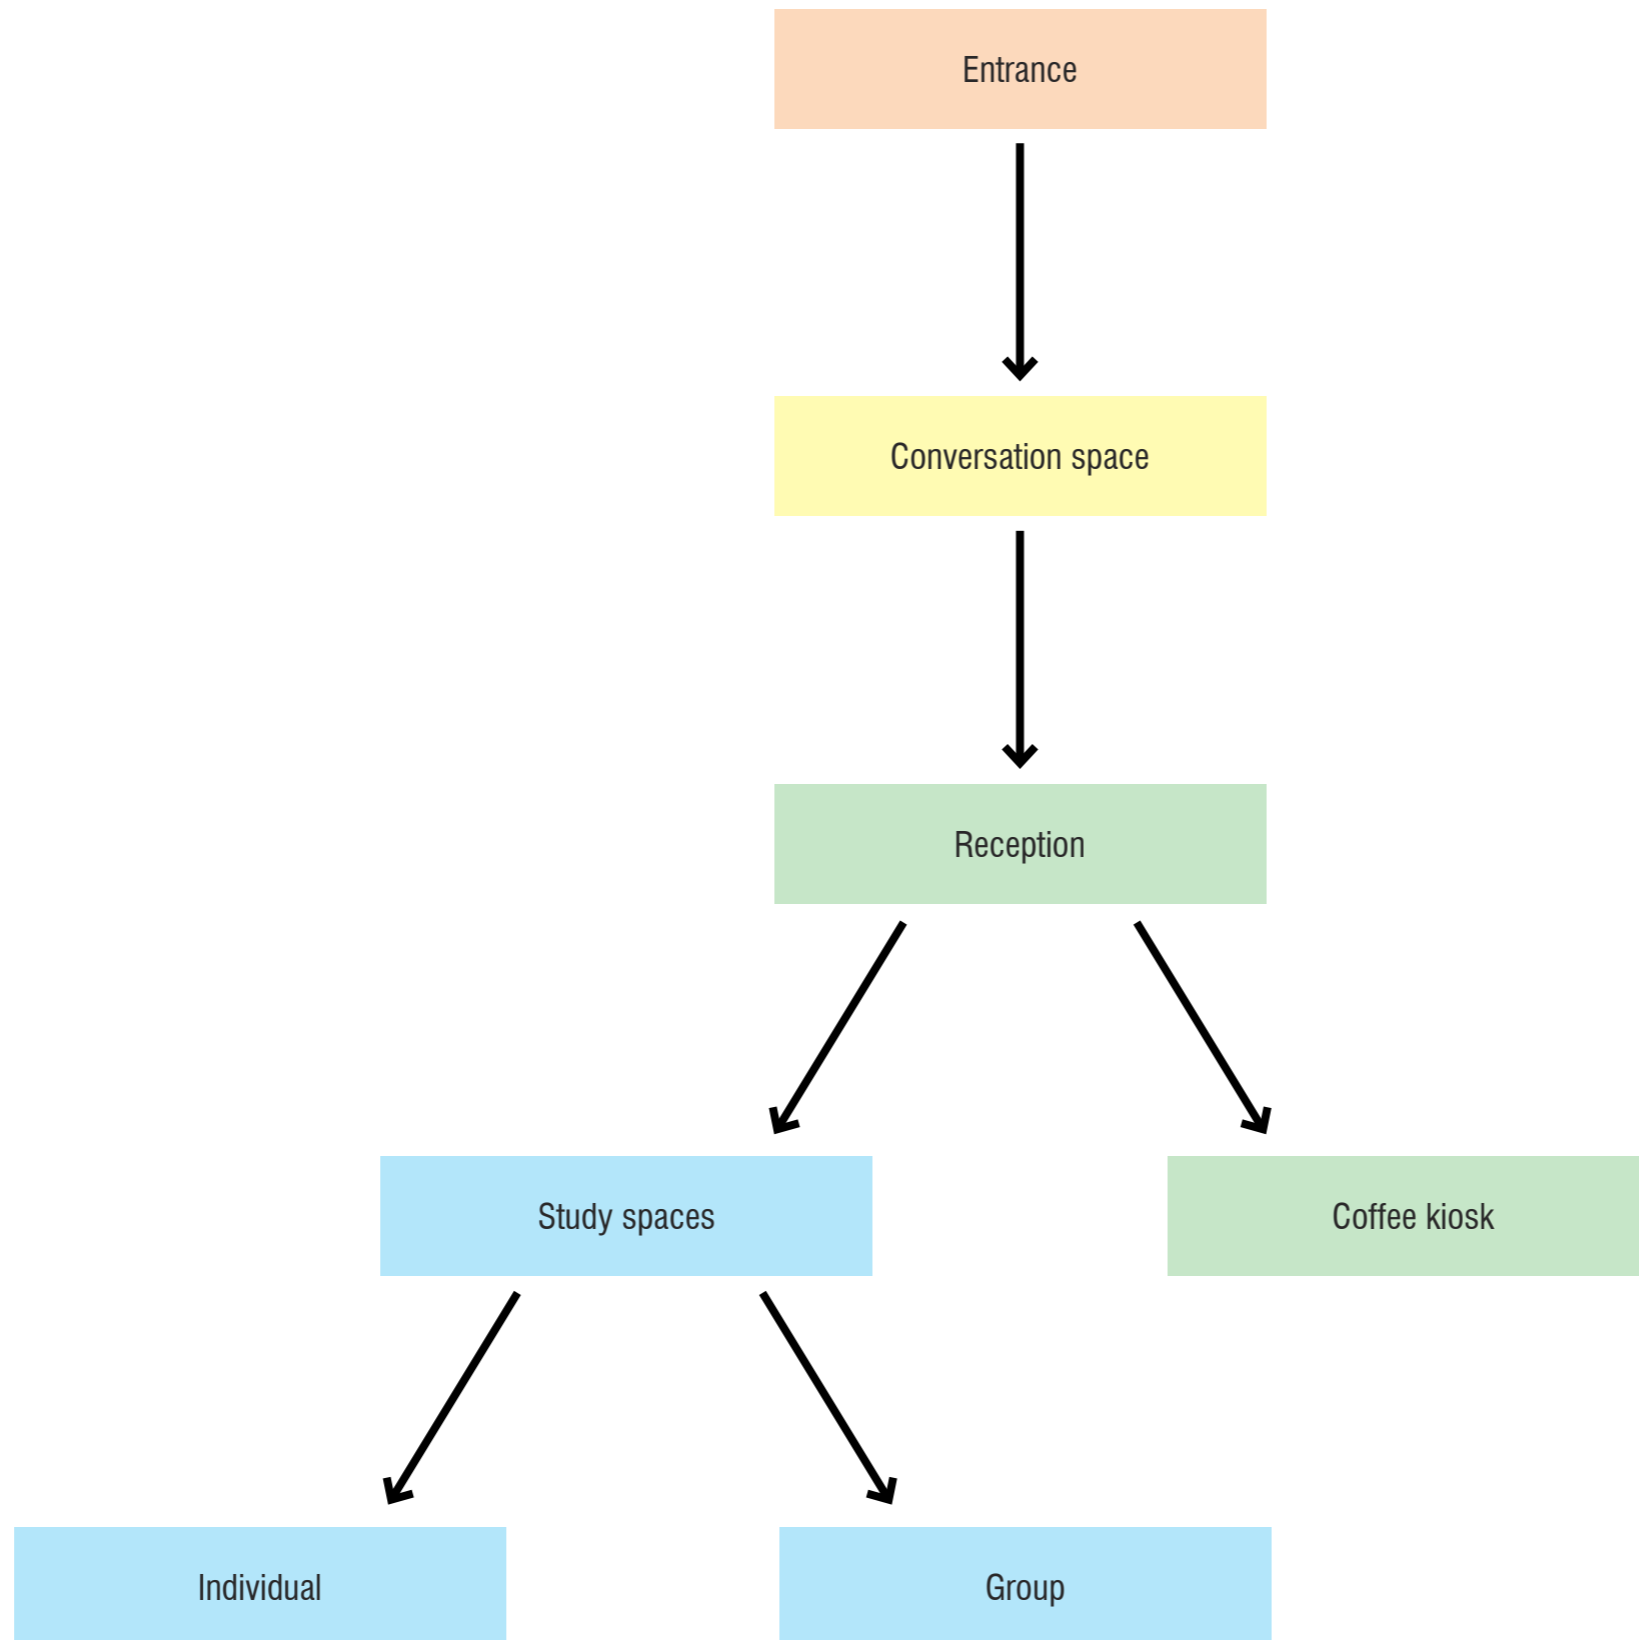 Entrance
Conversation space
Reception
Study spaces
Coffee kiosk
Individual
Group